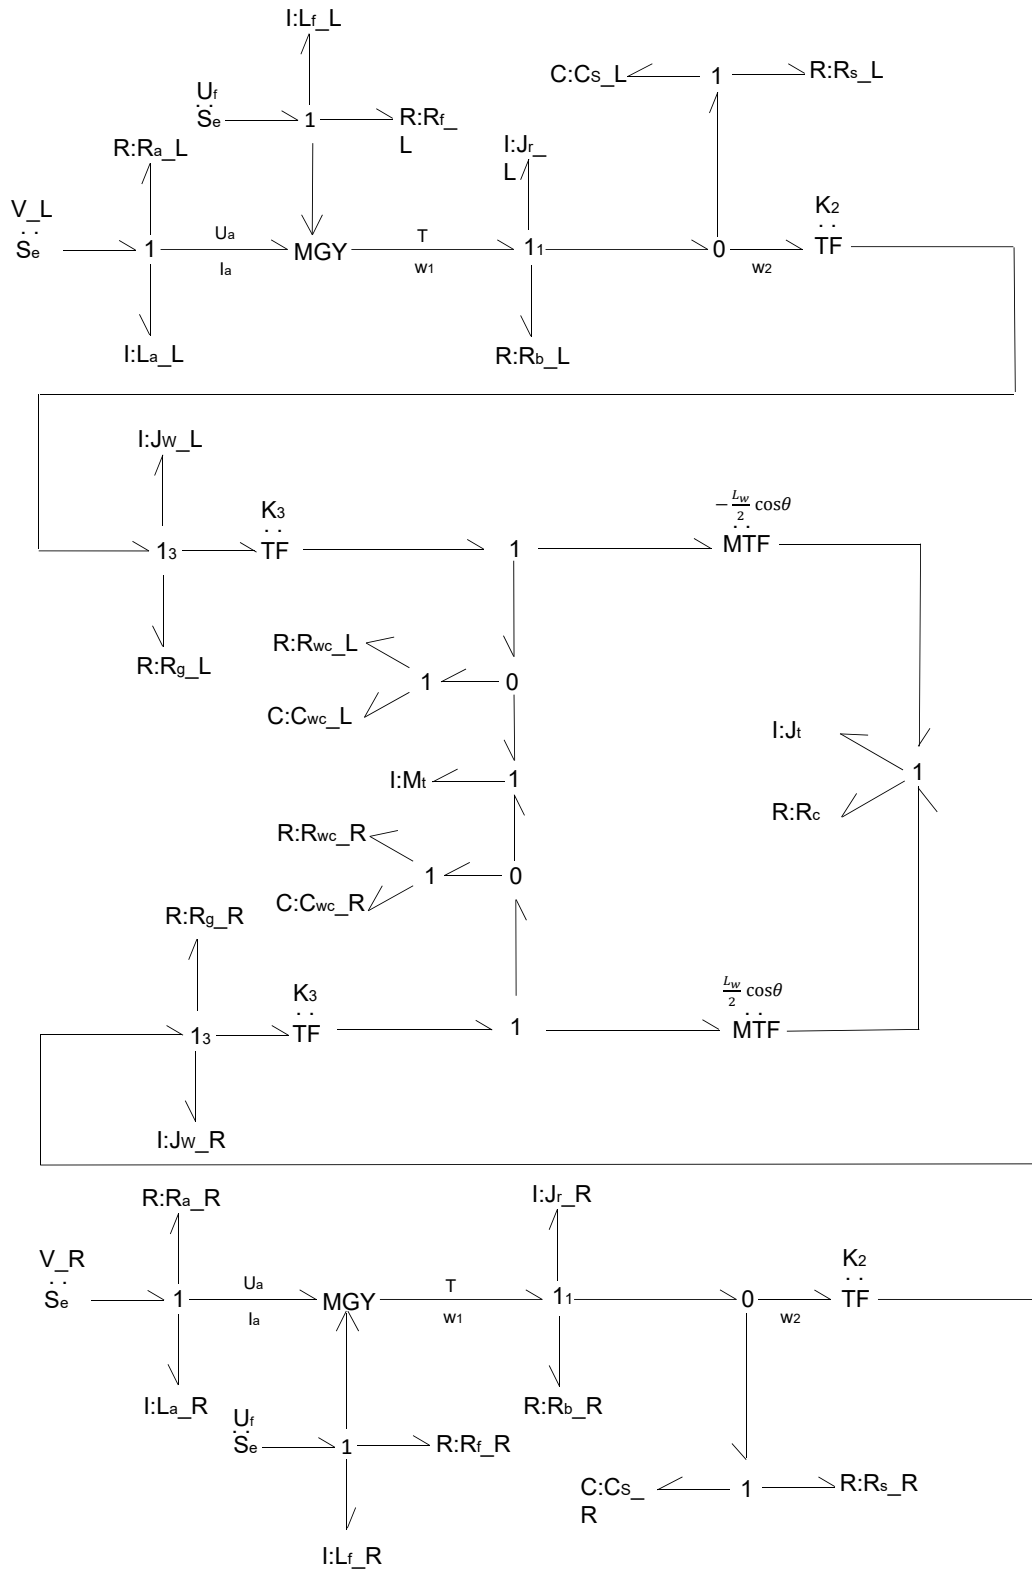 I:Lf_L
C:CS_L
1
R:Rs_L
Uf
Se
1
R:Rf_
L
R:Ra_L
I:Jr_
L
V_L
Se
1
Ua
Ia
MGY
T
w1
11
0
w2
K2
TF
I:La_L
R:Rb_L
I:JW_L
K3
13
TF
1
−Lw/2 cosθ
MTF
R:Rg_L
R:Rwc_L
1
0
C:Cwc_L
I:Mt
1
I:Jt
1
R:Rc
R:Rwc_R
1
0
C:Cwc_R
R:Rg_R
K3
13
TF
1
Lw/2 cosθ
MTF
I:JW_R
R:Ra_R
I:Jr_R
V_R
Se
1
Ua
Ia
MGY
T
w1
11
0
w2
K2
TF
I:La_R
R:Rb_R
Uf
Se
1
R:Rf_R
C:CS_
R
1
R:Rs_R
I:Lf_R